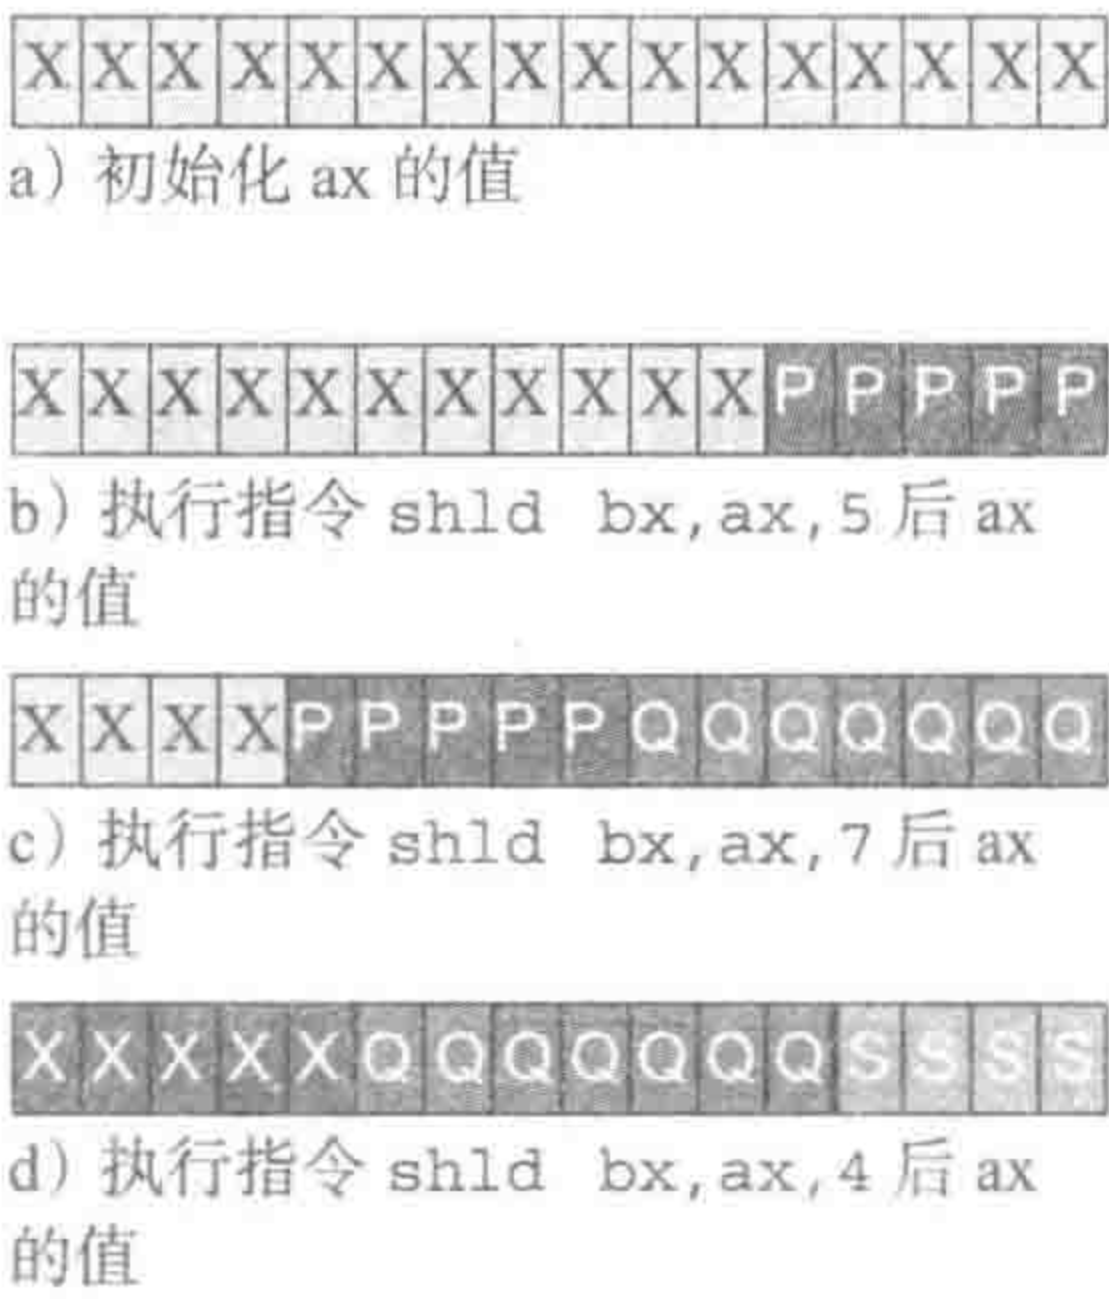 X X X X X X X X X X X X X X X X
a）初始化 ax 的值
X X X X X X X X X X X P P P P P
b）执行指令 shld bx,ax,5 后 ax
的值
X X X X P P P P P Q Q Q Q Q Q Q
c）执行指令 shld bx,ax,7 后 ax
的值
X X X X X Q Q Q Q Q Q Q S S S S
d）执行指令 shld bx,ax,4 后 ax
的值